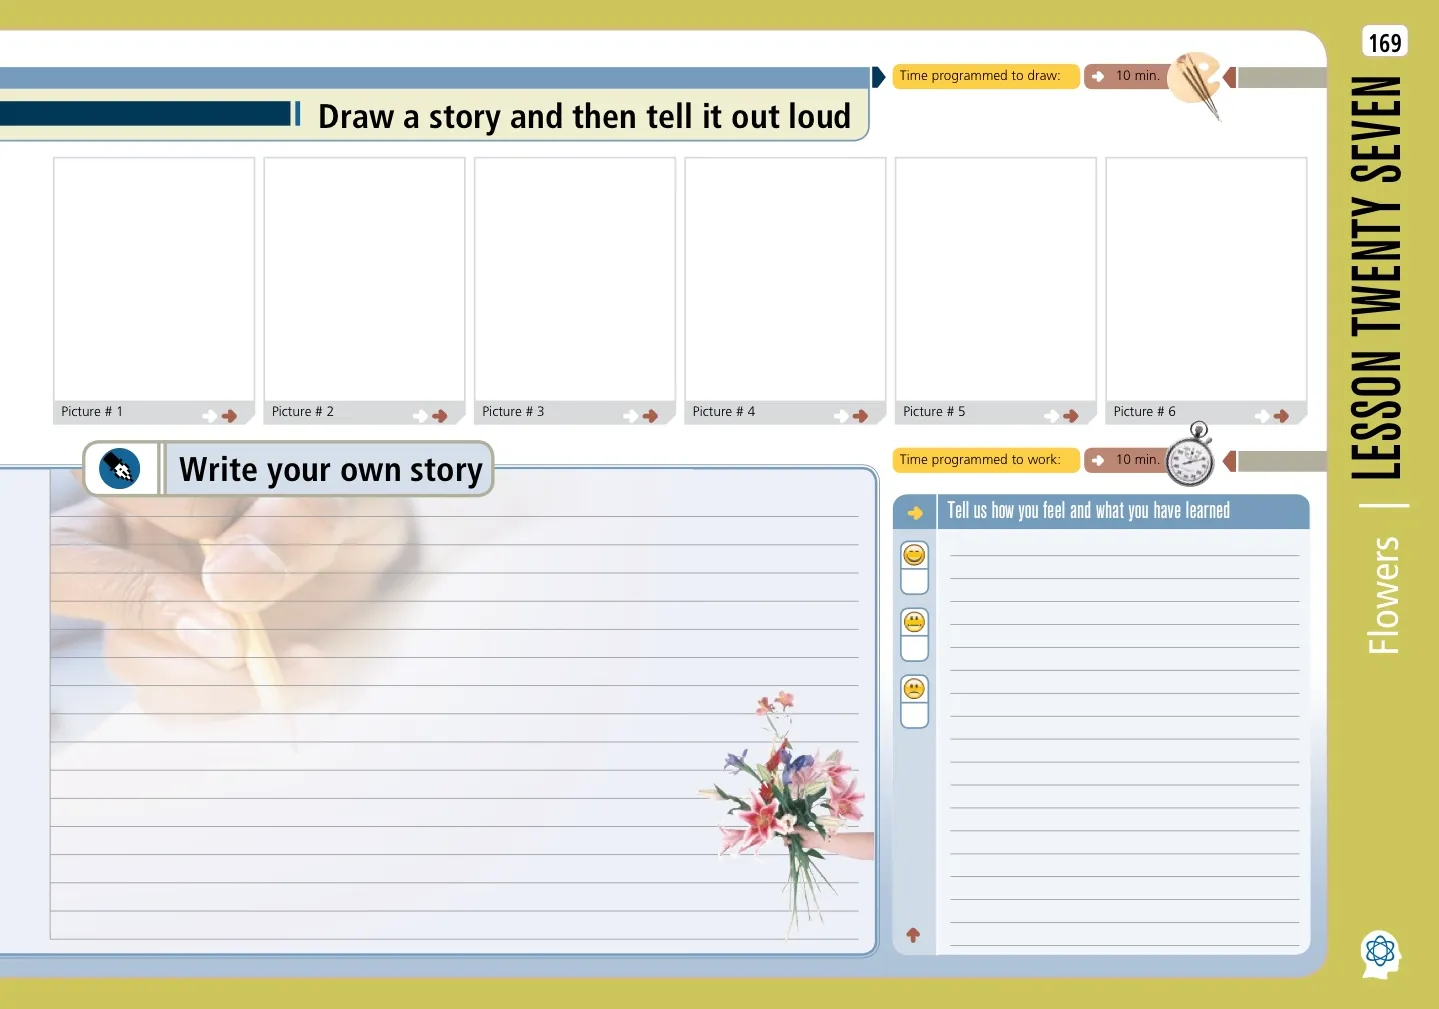 169
Time programmed to draw:
10 min.
Draw a story and then tell it out loud
Picture # 1
Picture # 2
Picture # 3
Picture # 4
Picture # 5
Picture # 6
Write your own story
Time programmed to work:
10 min.
Tell us how you feel and what you have learned
LESSON TWENTY SEVEN
Flowers